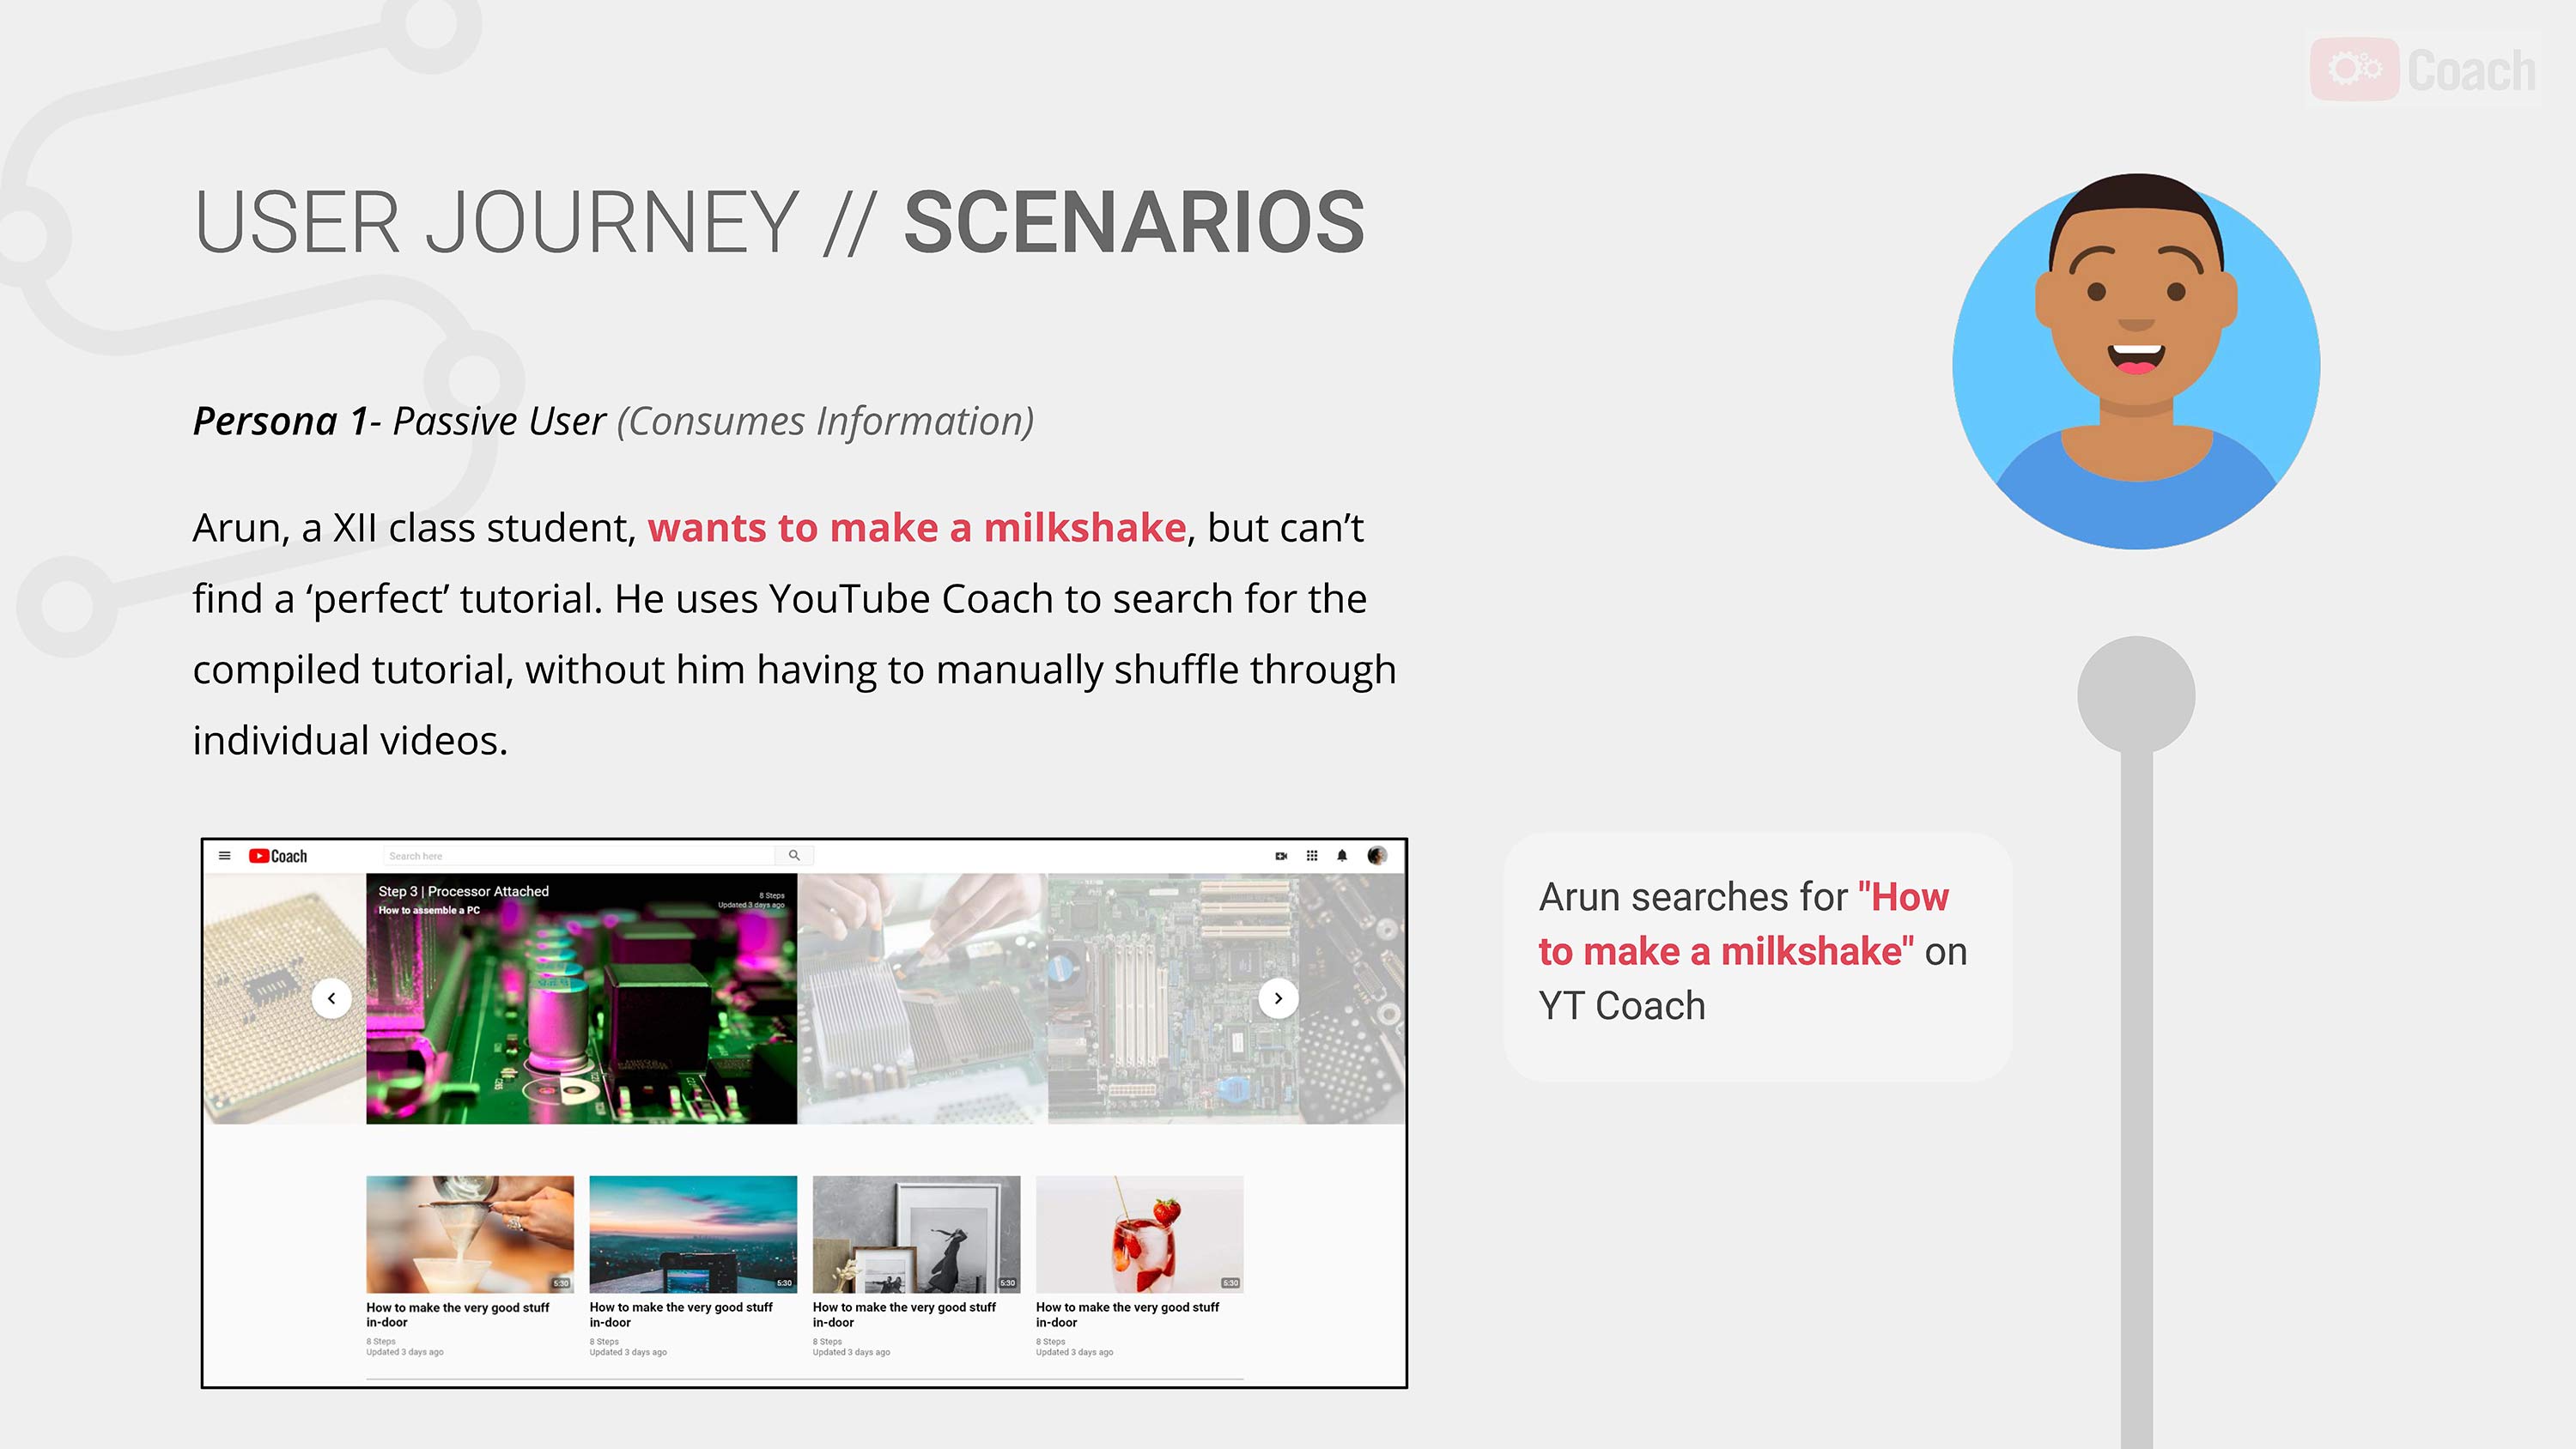 Coach
USER JOURNEY // SCENARIOS
Persona 1- Passive User (Consumes Information)
Arun, a XII class student, wants to make a milkshake, but can’t
find a ‘perfect’ tutorial. He uses YouTube Coach to search for the
compiled tutorial, without him having to manually shuffle through
individual videos.
Coach
Search here
Step 3 | Processor Attached
How to assemble a PC
8 Steps
Updated 3 days ago
5:30
5:30
5:30
5:30
How to make the very good stuff
in-door
8 Steps
Updated 3 days ago
How to make the very good stuff
in-door
8 Steps
Updated 3 days ago
How to make the very good stuff
in-door
8 Steps
Updated 3 days ago
How to make the very good stuff
in-door
8 Steps
Updated 3 days ago
Arun searches for "How
to make a milkshake" on
YT Coach